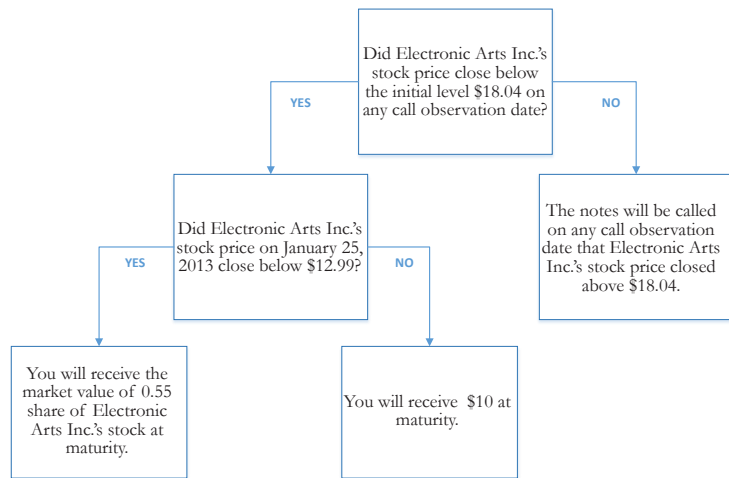 Did Electronic Arts Inc.'s
stock price close below
the initial level $18.04 on
any call observation date?
YES
NO
Did Electronic Arts Inc.'s
stock price on January 25,
2013 close below $12.99?
The notes will be called
on any call observation
date that Electronic Arts
Inc.'s stock price closed
above $18.04.
YES
NO
You will receive the
market value of 0.55
share of Electronic
Arts Inc.'s stock at
maturity.
You will receive $10 at
maturity.